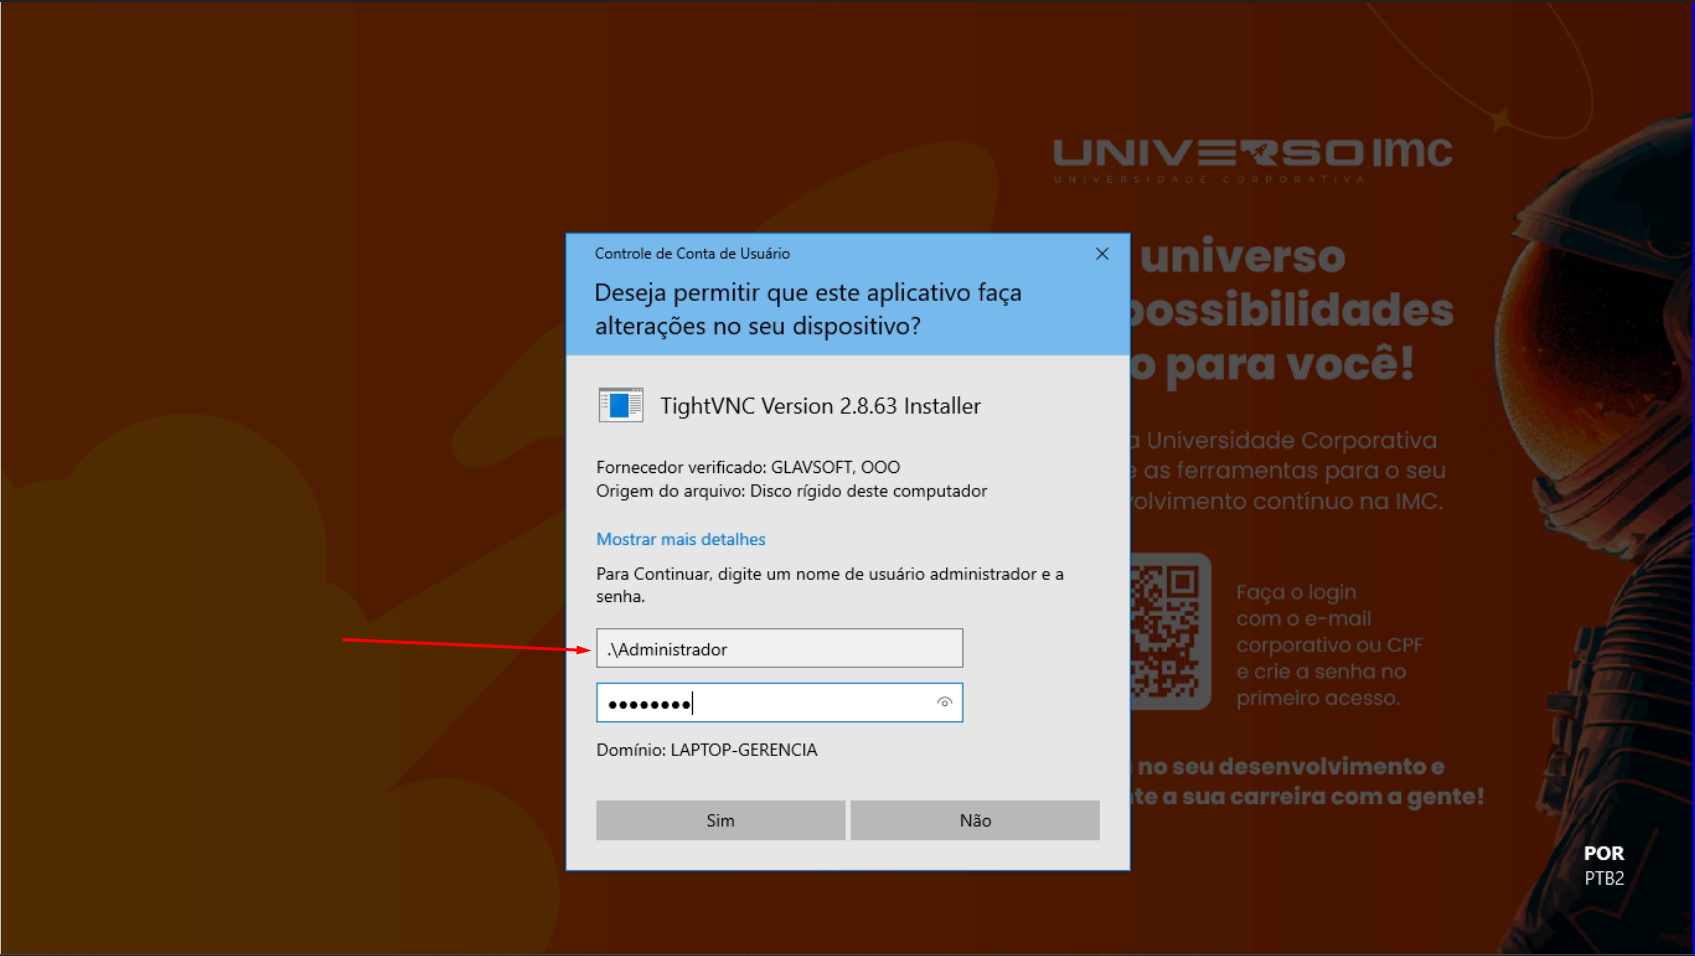 UNIVERSO IMC
UNIVERSIDADE CORPORATIVA
universo
possibilidades
o para você!
a Universidade Corporativa
e as ferramentas para o seu
volvimento contínuo na IMC.
Faça o login
com o e-mail
corporativo ou CPF
e crie a senha no
primeiro acesso.
no seu desenvolvimento e
te a sua carreira com a gente!
Controle de Conta de Usuário
Deseja permitir que este aplicativo faça
alterações no seu dispositivo?
TightVNC Version 2.8.63 Installer
Fornecedor verificado: GLAVSOFT, OOO
Origem do arquivo: Disco rígido deste computador
Mostrar mais detalhes
Para Continuar, digite um nome de usuário administrador e a
senha.
.\Administrador
••••••••
Domínio: LAPTOP-GERENCIA
Sim
Não
POR
PTB2